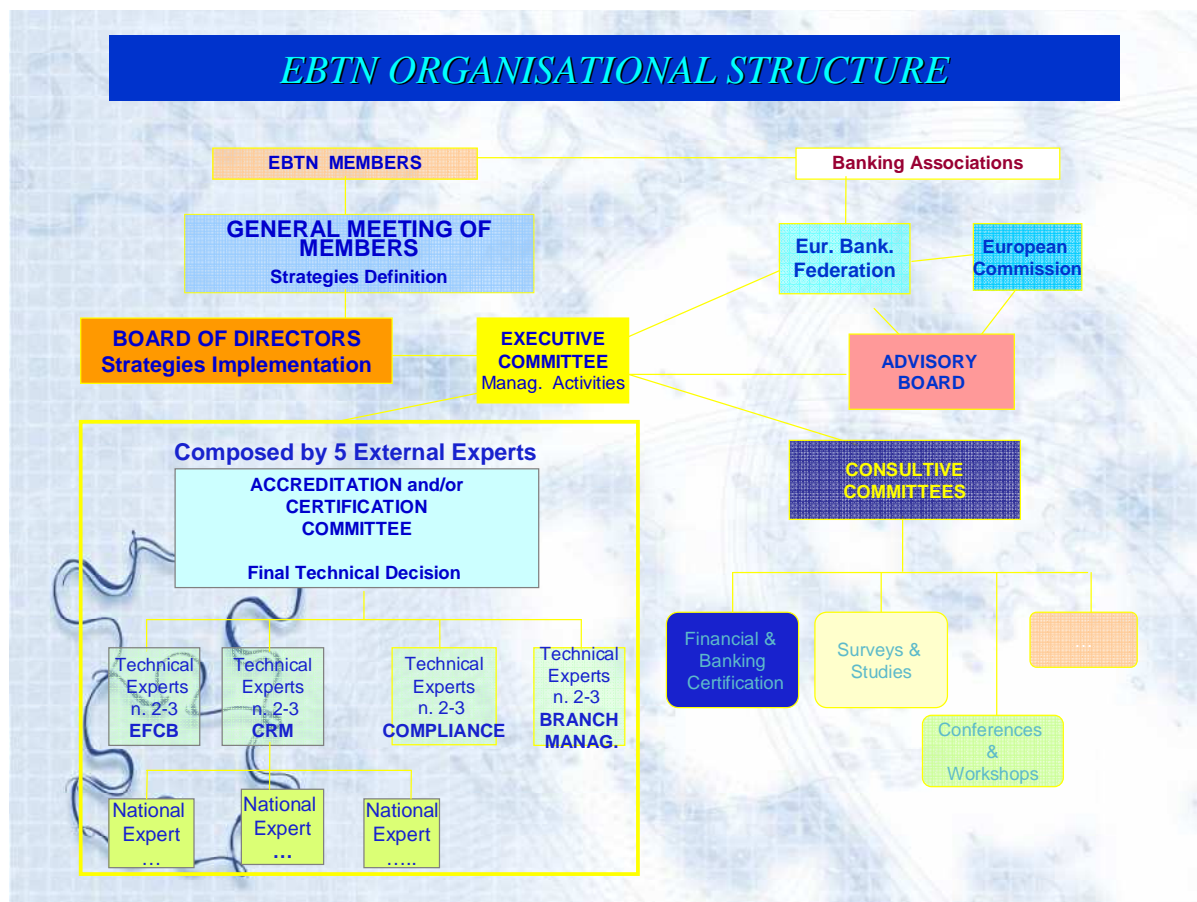 EBTN ORGANISATIONAL STRUCTURE
EBTN MEMBERS
Banking Associations
GENERAL MEETING OF
MEMBERS
Strategies Definition
Eur. Bank.
Federation
European
Commission
BOARD OF DIRECTORS
Strategies Implementation
EXECUTIVE
COMMITTEE
Manag. Activities
ADVISORY
BOARD
Composed by 5 External Experts
ACCREDITATION and/or
CERTIFICATION
COMMITTEE
Final Technical Decision
CONSULTIVE
COMMITTEES
Technical
Experts
n. 2-3
EFCB
Technical
Experts
n. 2-3
CRM
Technical
Experts
n. 2-3
COMPLIANCE
Technical
Experts
n. 2-3
BRANCH
MANAG.
Financial &
Banking
Certification
Surveys &
Studies
...
Conferences
&
Workshops
National
Expert
…
National
Expert
…
National
Expert
…..